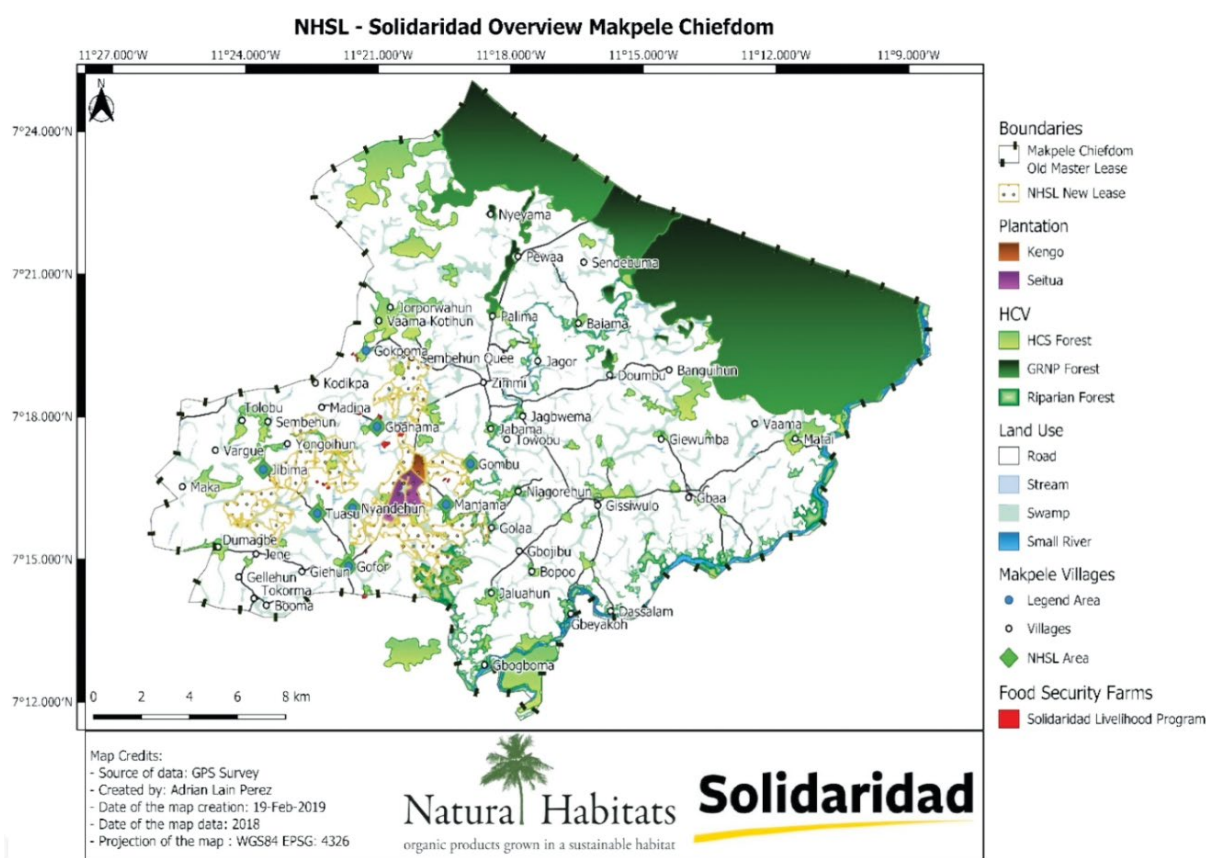 NHSL - Solidaridad Overview Makpele Chiefdom
11°27.000'W 11°24.000'W 11°21.000'W 11°18.000'W 11°15.000'W 11°12.000'W 11°9.000'W
N
7°24.000'N
7°21.000'N
7°18.000'N
7°15.000'N
7°12.000'N
Nyeyama
Pewaa
Sendebuma
Jorporwahun
Vaama-Kotihun
Palima
Baiama
Gokpoma
Sembehun Quee
Jagor
Zimmi
Doumbu
Banguihun
Kodikpa
Madina
Tolobu
Sembehun
Gbahama
Jagbwema
Jabama
Towobu
Giewumba
Vaama
Matai
Vargue
Yongoihun
Jibima
Gombu
Maka
Niagorehun
Gbaa
Tuasu
Nyandehun
Manjama
Gissiwulo
Golaa
Dumagbe
Jene
Gbojibu
Gellehun
Giehun
Gofor
Bopoo
Tokorma
Booma
Jaluahun
Dassalam
Gbeyakoh
Gbogboma
0 2 4 6 8 km
Boundaries
Makpele Chiefdom
Old Master Lease
NHSL New Lease
Plantation
Kengo
Seitua
HCV
HCS Forest
GRNP Forest
Riparian Forest
Land Use
Road
Stream
Swamp
Small River
Makpele Villages
Legend Area
Villages
NHSL Area
Food Security Farms
Solidaridad Livelihood Program
Map Credits:
- Source of data: GPS Survey
- Created by: Adrian Lain Perez
- Date of the map creation: 19-Feb-2019
- Date of the map data: 2018
- Projection of the map : WGS84 EPSG: 4326
Natural Habitats
organic products grown in a sustainable habitat
Solidaridad